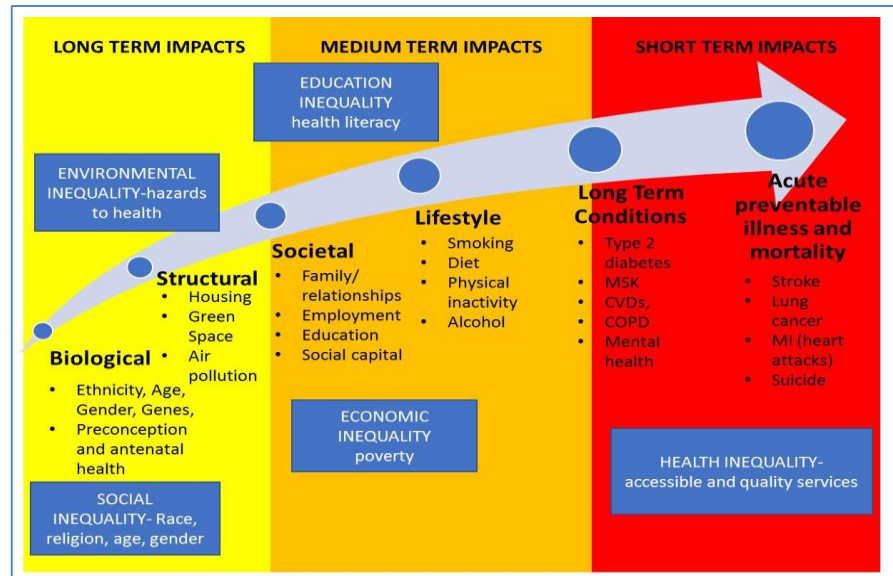 LONG TERM IMPACTS
MEDIUM TERM IMPACTS
SHORT TERM IMPACTS
EDUCATION
INEQUALITY
health literacy
ENVIRONMENTAL
INEQUALITY-hazards
to health
Biological
• Ethnicity, Age,
Gender, Genes,
• Preconception
and antenatal
health
Structural
• Housing
• Green
Space
• Air
pollution
Societal
• Family/
relationships
• Employment
• Education
• Social capital
Lifestyle
• Smoking
• Diet
• Physical
inactivity
• Alcohol
Long Term
Conditions
• Type 2
diabetes
• MSK
• CVDs,
• COPD
• Mental
health
Acute
preventable
illness and
mortality
• Stroke
• Lung
cancer
• MI (heart
attacks)
• Suicide
SOCIAL
INEQUALITY- Race,
religion, age, gender
ECONOMIC
INEQUALITY
poverty
HEALTH INEQUALITY-
accessible and quality services